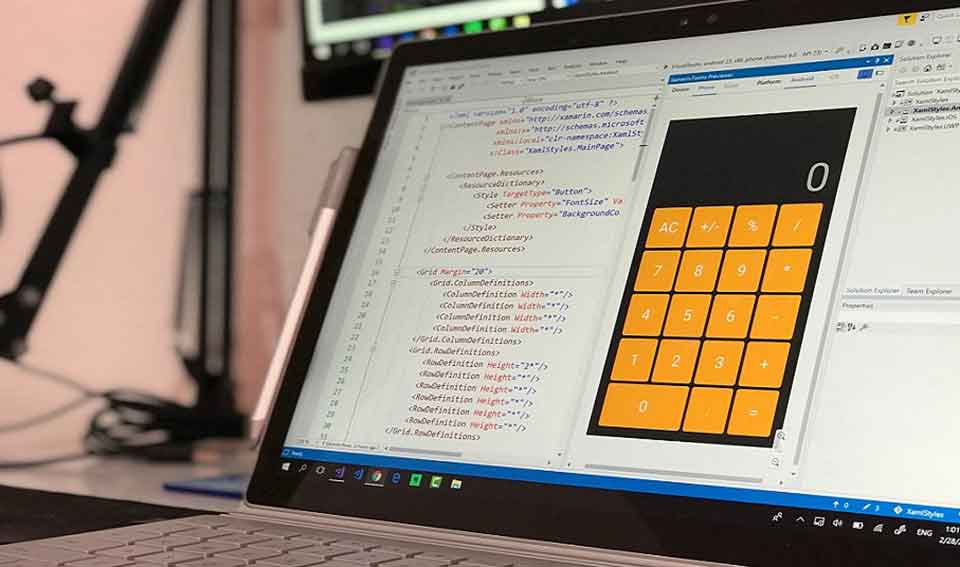 <?xml version="1.0" encoding="utf-8" ?>
<ContentPage xmlns="http://xamarin.com/schemas
xmlns:x="http://schemas.microsoft
xmlns:local="clr-namespace:XamlSty
x:Class="XamlStyles.MainPage">
<ContentPage.Resources>
<ResourceDictionary>
<Style TargetType="Button">
<Setter Property="FontSize" Va
<Setter Property="BackgroundCo
</Style>
</ResourceDictionary>
</ContentPage.Resources>
<Grid Margin="20">
<Grid.ColumnDefinitions>
<ColumnDefinition Width="*"/>
<ColumnDefinition Width="*"/>
<ColumnDefinition Width="*"/>
<ColumnDefinition Width="*"/>
</Grid.ColumnDefinitions>
<Grid.RowDefinitions>
<RowDefinition Height="2*"/>
<RowDefinition Height="*"/>
<RowDefinition Height="*"/>
<RowDefinition Height="*"/>
<RowDefinition Height="*"/>
<RowDefinition Height="*"/>
</Grid.RowDefinitions>
Xamarin.Forms Previewer
Device: Phone
Platform: Android iOS
0
AC +/- % /
7 8 9 *
4 5 6 -
1 2 3 +
0 . =
Solution Explorer
XamlStyles
XamlStyles.An
XamlStyles.iOS
XamlStyles.UWP
Solution Explorer Team Explorer
Properties
Ready
0 3 XamlStyles
ENG
1:01
2/28/2